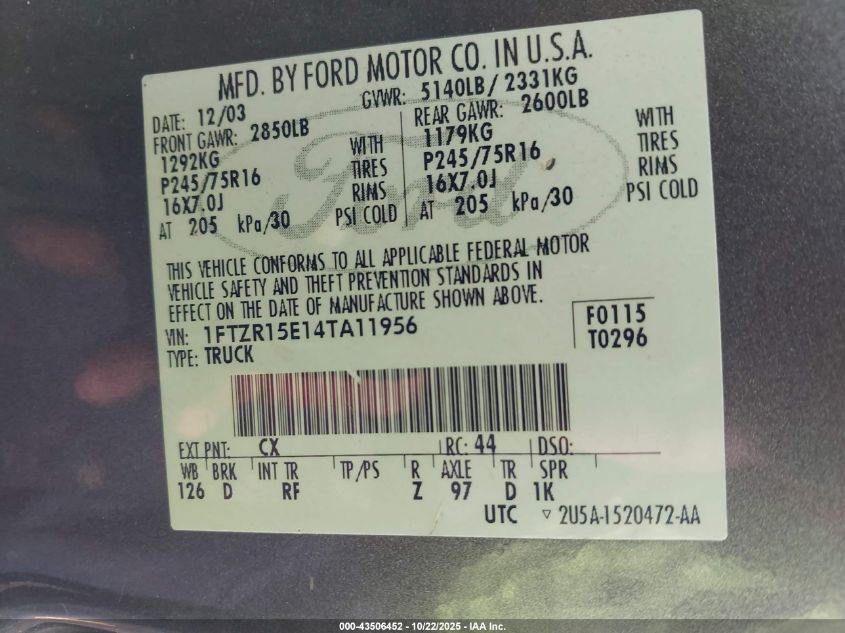 MFD. BY FORD MOTOR CO. IN U.S.A.
DATE: 12/03 GVWR: 5140LB/ 2331KG
FRONT GAWR: 2850LB REAR GAWR: 2600LB
1292KG WITH 1179KG WITH
P245/75R16 TIRES P245/75R16 TIRES
16X7.0J RIMS 16X7.0J RIMS
AT 205 kPa/30 PSI COLD AT 205 kPa/30 PSI COLD
Ford
THIS VEHICLE CONFORMS TO ALL APPLICABLE FEDERAL MOTOR
VEHICLE SAFETY AND THEFT PREVENTION STANDARDS IN
EFFECT ON THE DATE OF MANUFACTURE SHOWN ABOVE.
VIN: 1FTZR15E14TA11956 F0115
TYPE: TRUCK T0296
EXT PNT: CX RC: 44 DSO:
WB BRK INT TR TP/PS R AXLE TR SPR
126 D RF Z 97 D 1K
UTC ▽ 2U5A-1520472-AA
000-43506452 - 10/22/2025 - IAA Inc.